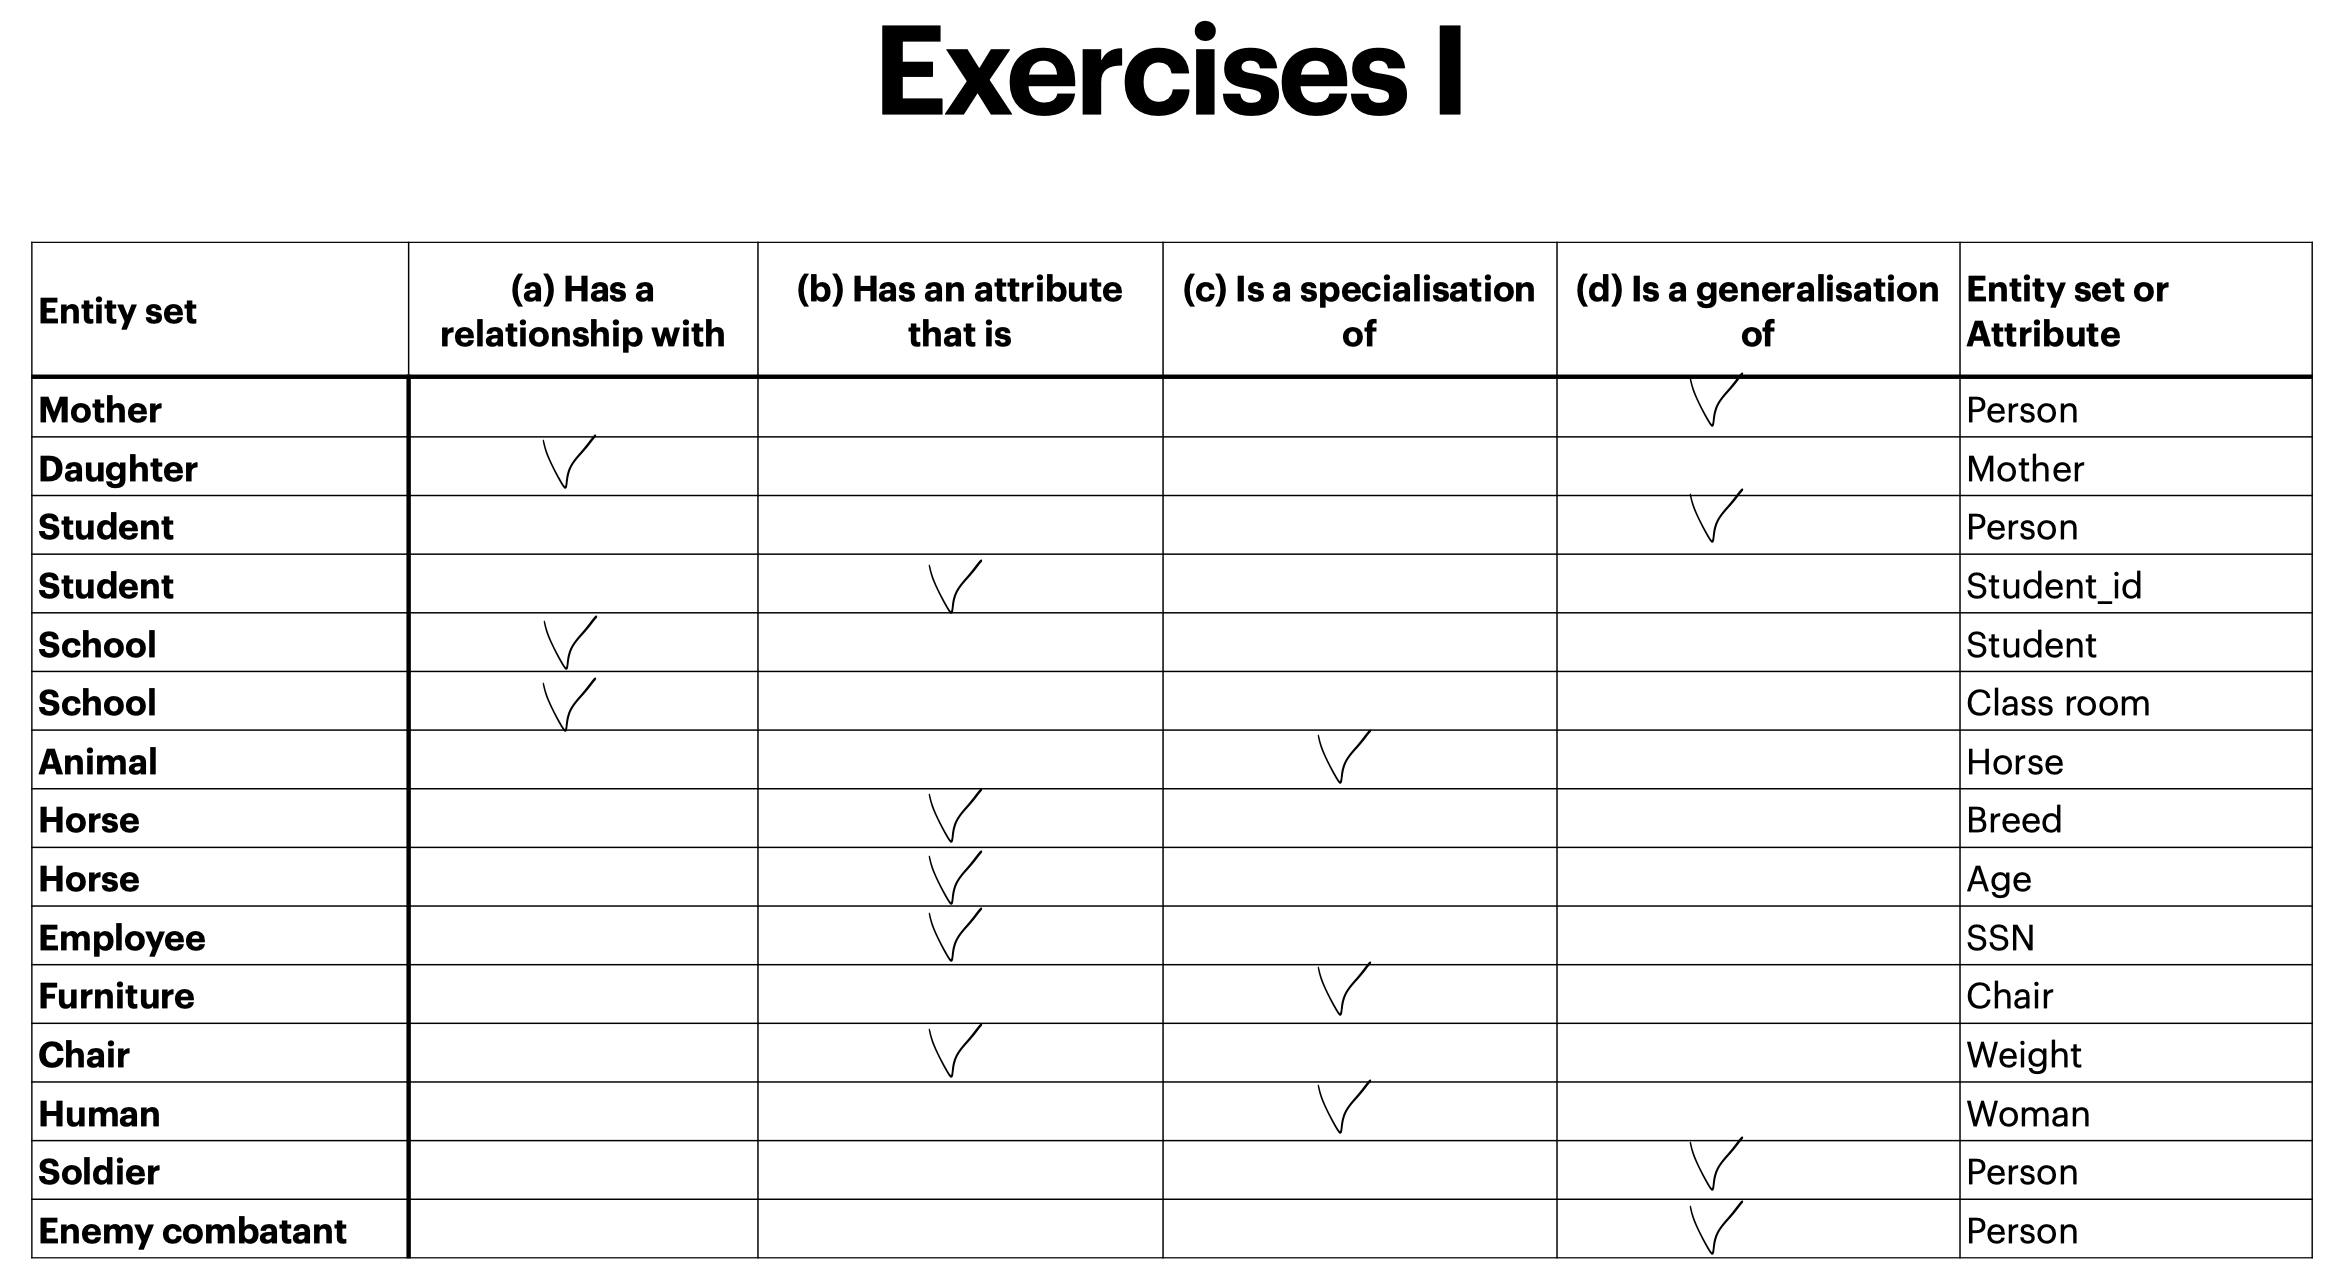 Exercises I
Entity set (a) Has a relationship with (b) Has an attribute that is (c) Is a specialisation of (d) Is a generalisation of Entity set or Attribute
Mother ✓ Person
Daughter ✓ Mother
Student ✓ Person
Student ✓ Student_id
School ✓ Student
School ✓ Class room
Animal ✓ Horse
Horse ✓ Breed
Horse ✓ Age
Employee ✓ SSN
Furniture ✓ Chair
Chair ✓ Weight
Human ✓ Woman
Soldier ✓ Person
Enemy combatant ✓ Person